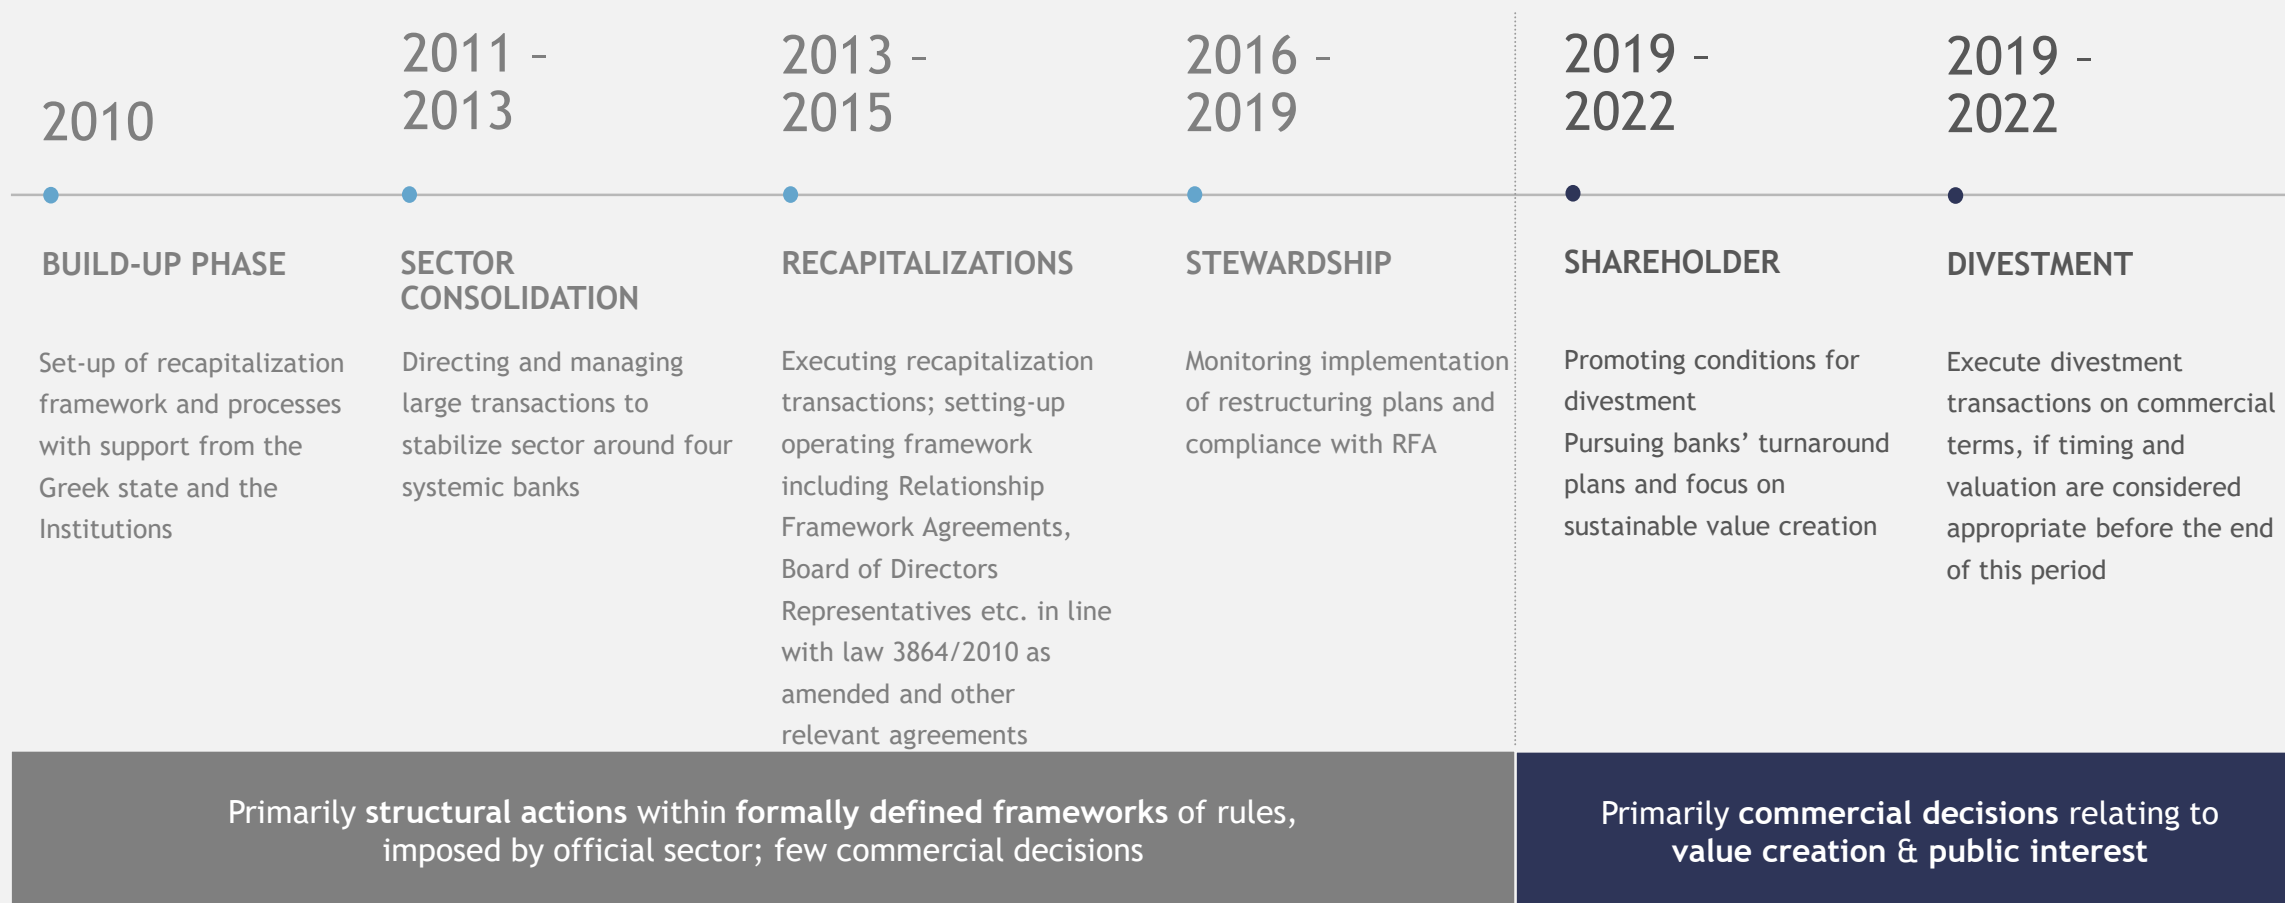 2010
2011 –
2013
2013 –
2015
2016 –
2019
2019 –
2022
2019 –
2022
BUILD-UP PHASE
Set-up of recapitalization
framework and processes
with support from the
Greek state and the
Institutions
SECTOR
CONSOLIDATION
Directing and managing
large transactions to
stabilize sector around four
systemic banks
RECAPITALIZATIONS
Executing recapitalization
transactions; setting-up
operating framework
including Relationship
Framework Agreements,
Board of Directors
Representatives etc. in line
with law 3864/2010 as
amended and other
relevant agreements
STEWARDSHIP
Monitoring implementation
of restructuring plans and
compliance with RFA
SHAREHOLDER
Promoting conditions for
divestment
Pursuing banks’ turnaround
plans and focus on
sustainable value creation
DIVESTMENT
Execute divestment
transactions on commercial
terms, if timing and
valuation are considered
appropriate before the end
of this period
Primarily structural actions within formally defined frameworks of rules,
imposed by official sector; few commercial decisions
Primarily commercial decisions relating to
value creation & public interest